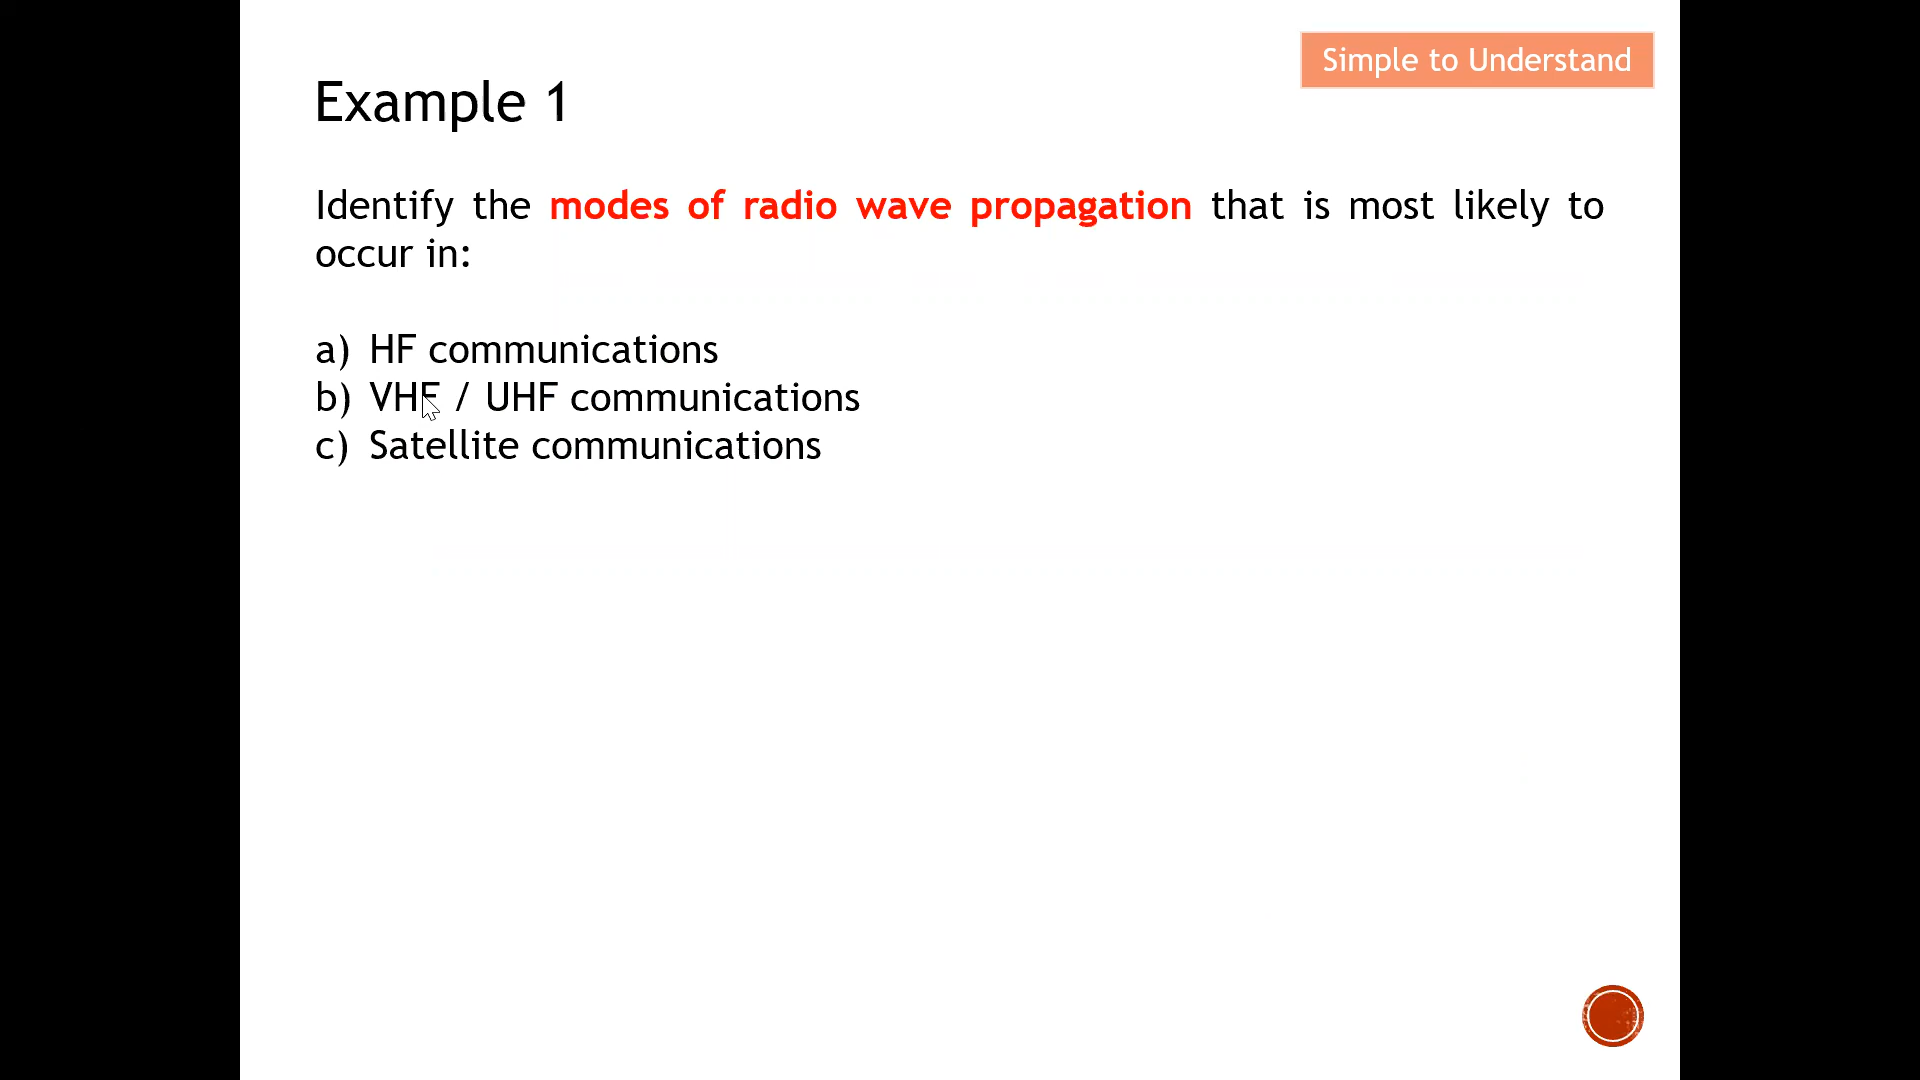 Simple to Understand
Example 1
Identify the modes of radio wave propagation that is most likely to
occur in:
a) HF communications
b) VHF / UHF communications
c) Satellite communications